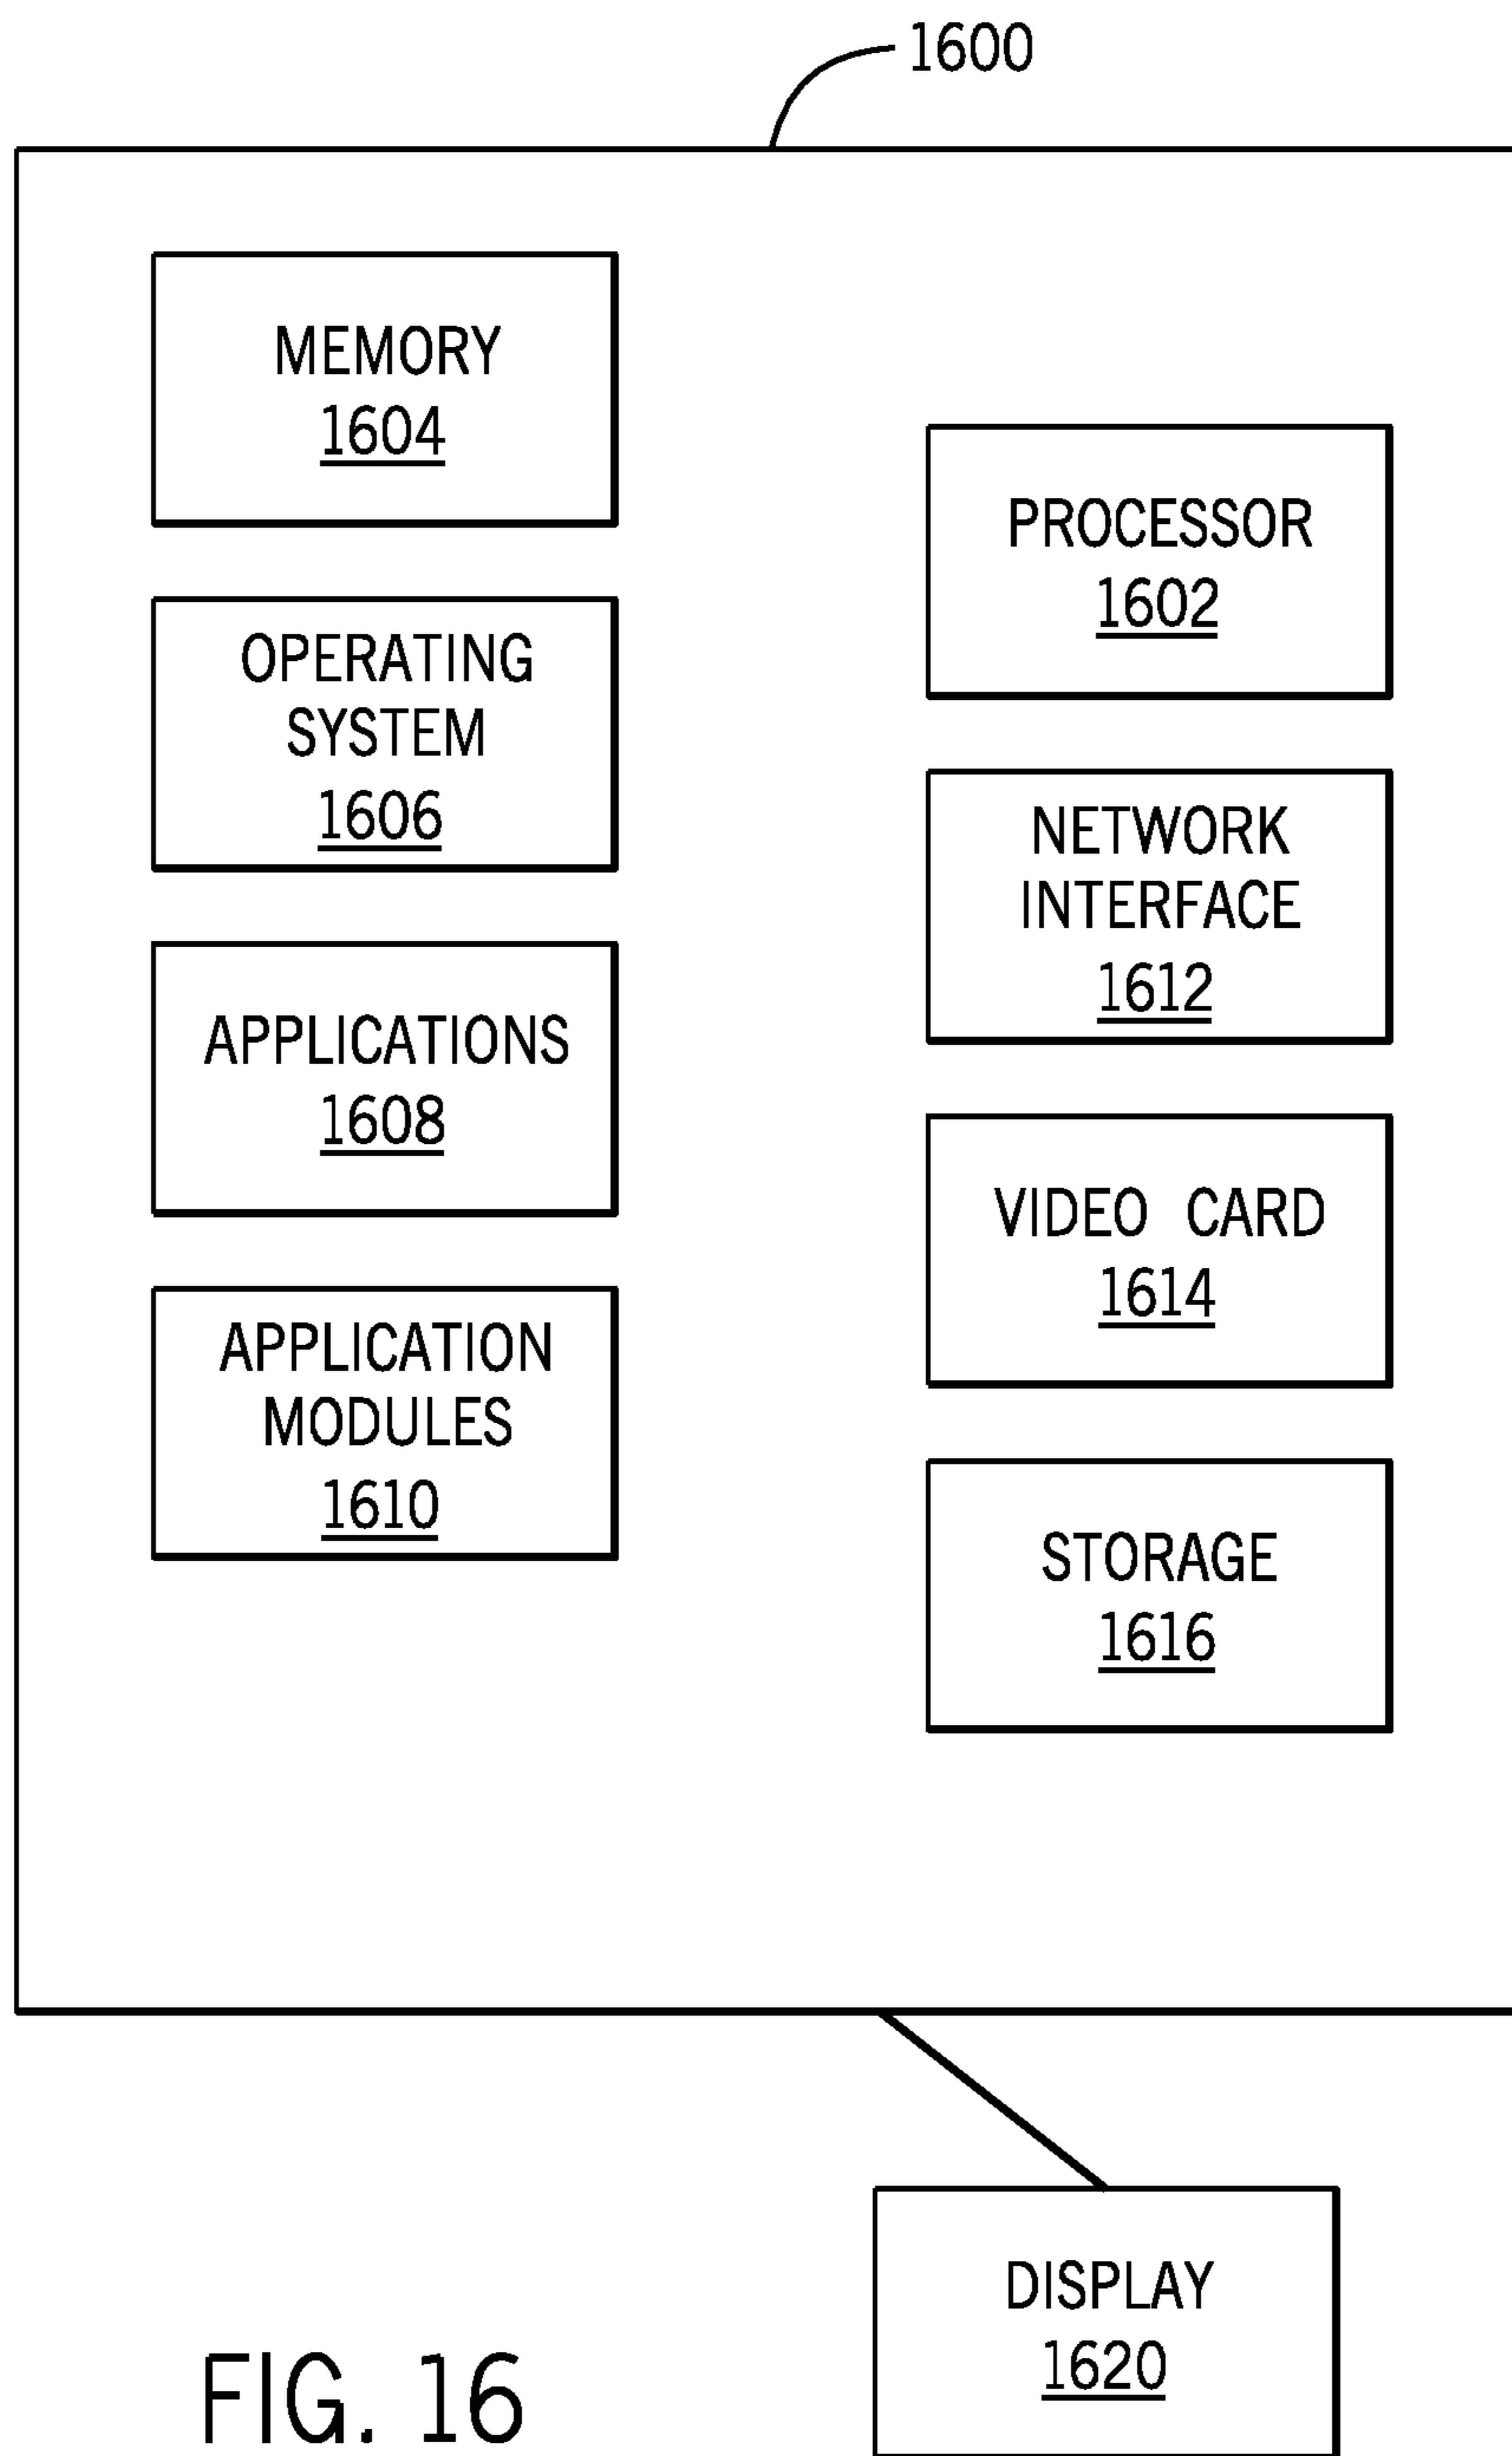 1600
MEMORY
1604
OPERATING
SYSTEM
1606
APPLICATIONS
1608
APPLICATION
MODULES
1610
PROCESSOR
1602
NETWORK
INTERFACE
1612
VIDEO CARD
1614
STORAGE
1616
DISPLAY
1620
FIG. 16